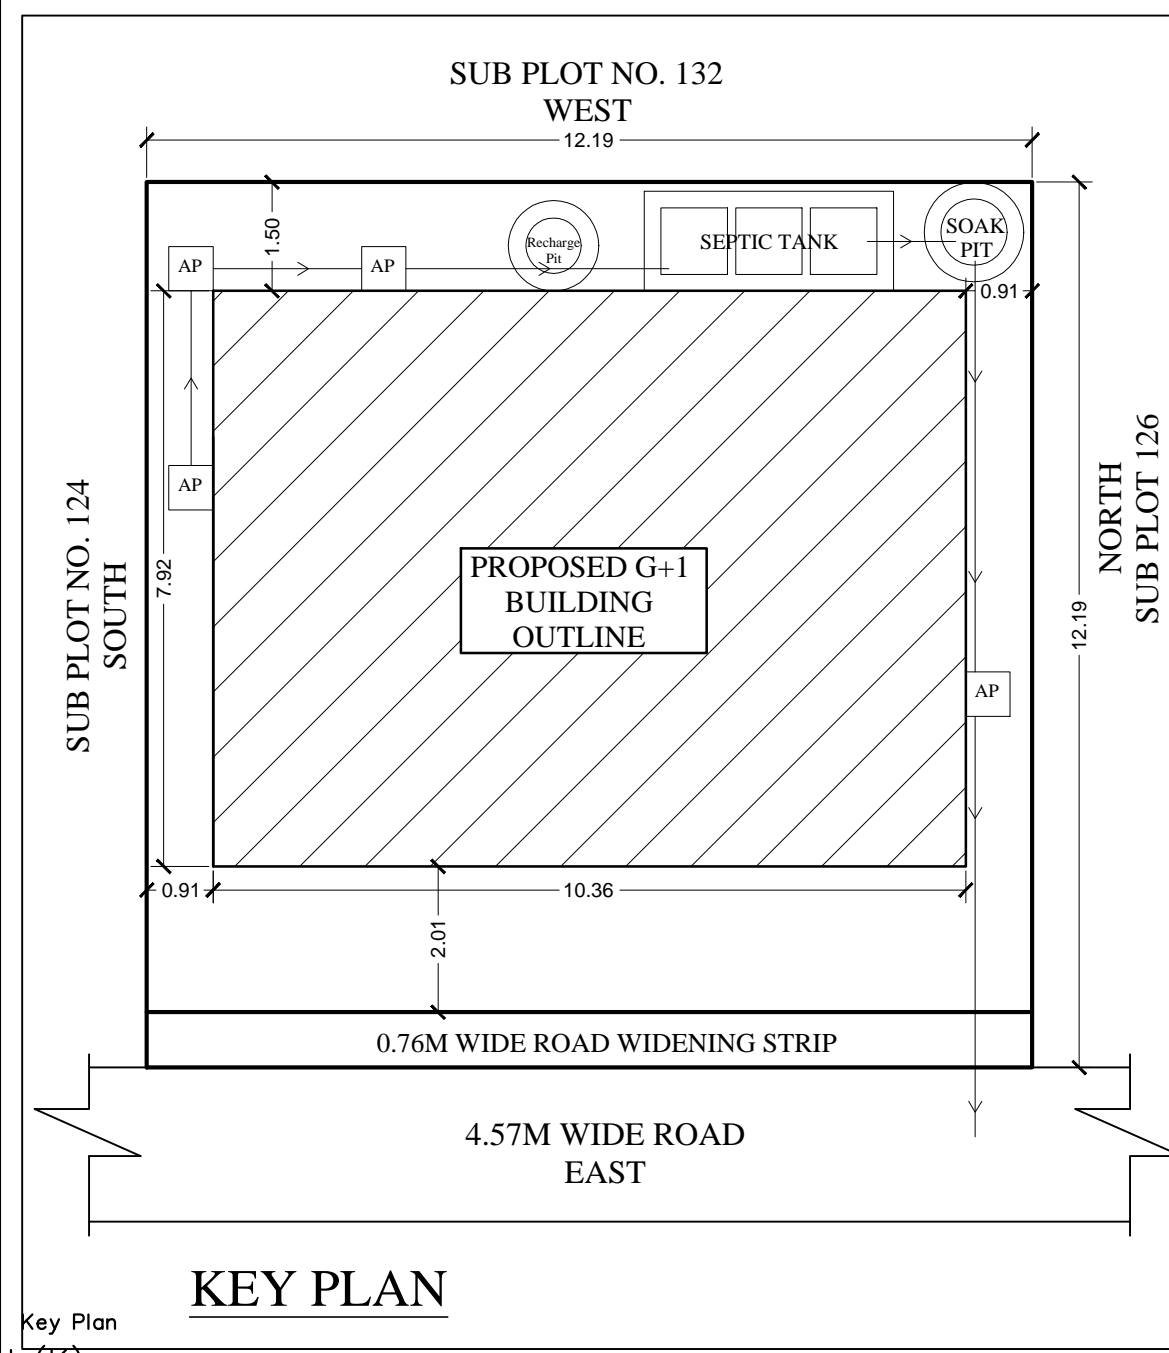 SUB PLOT NO. 132
WEST
12.19
1.50
AP
AP
Recharge
Pit
SEPTIC TANK
SOAK
PIT
0.91
AP
7.92
SUB PLOT NO. 124
SOUTH
PROPOSED G+1
BUILDING
OUTLINE
NORTH
SUB PLOT 126
12.19
AP
0.91
10.36
2.01
0.76M WIDE ROAD WIDENING STRIP
4.57M WIDE ROAD
EAST
KEY PLAN
Key Plan